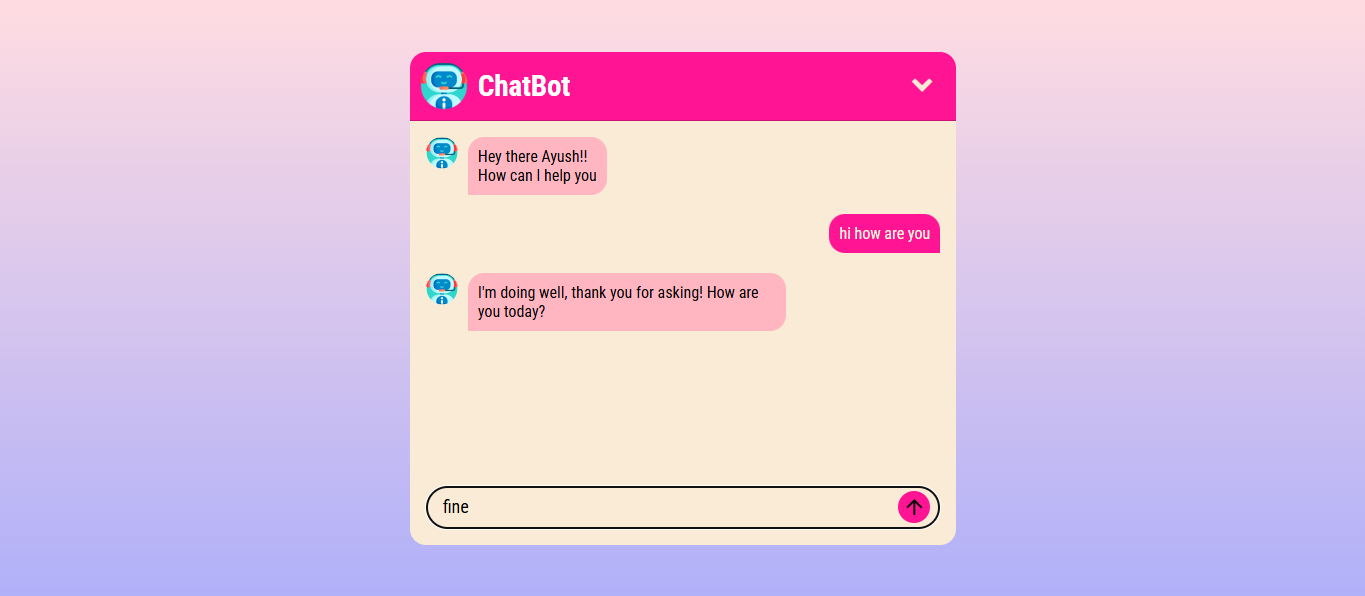 ChatBot
Hey there Ayush!!
How can I help you
hi how are you
I'm doing well, thank you for asking! How are
you today?
fine